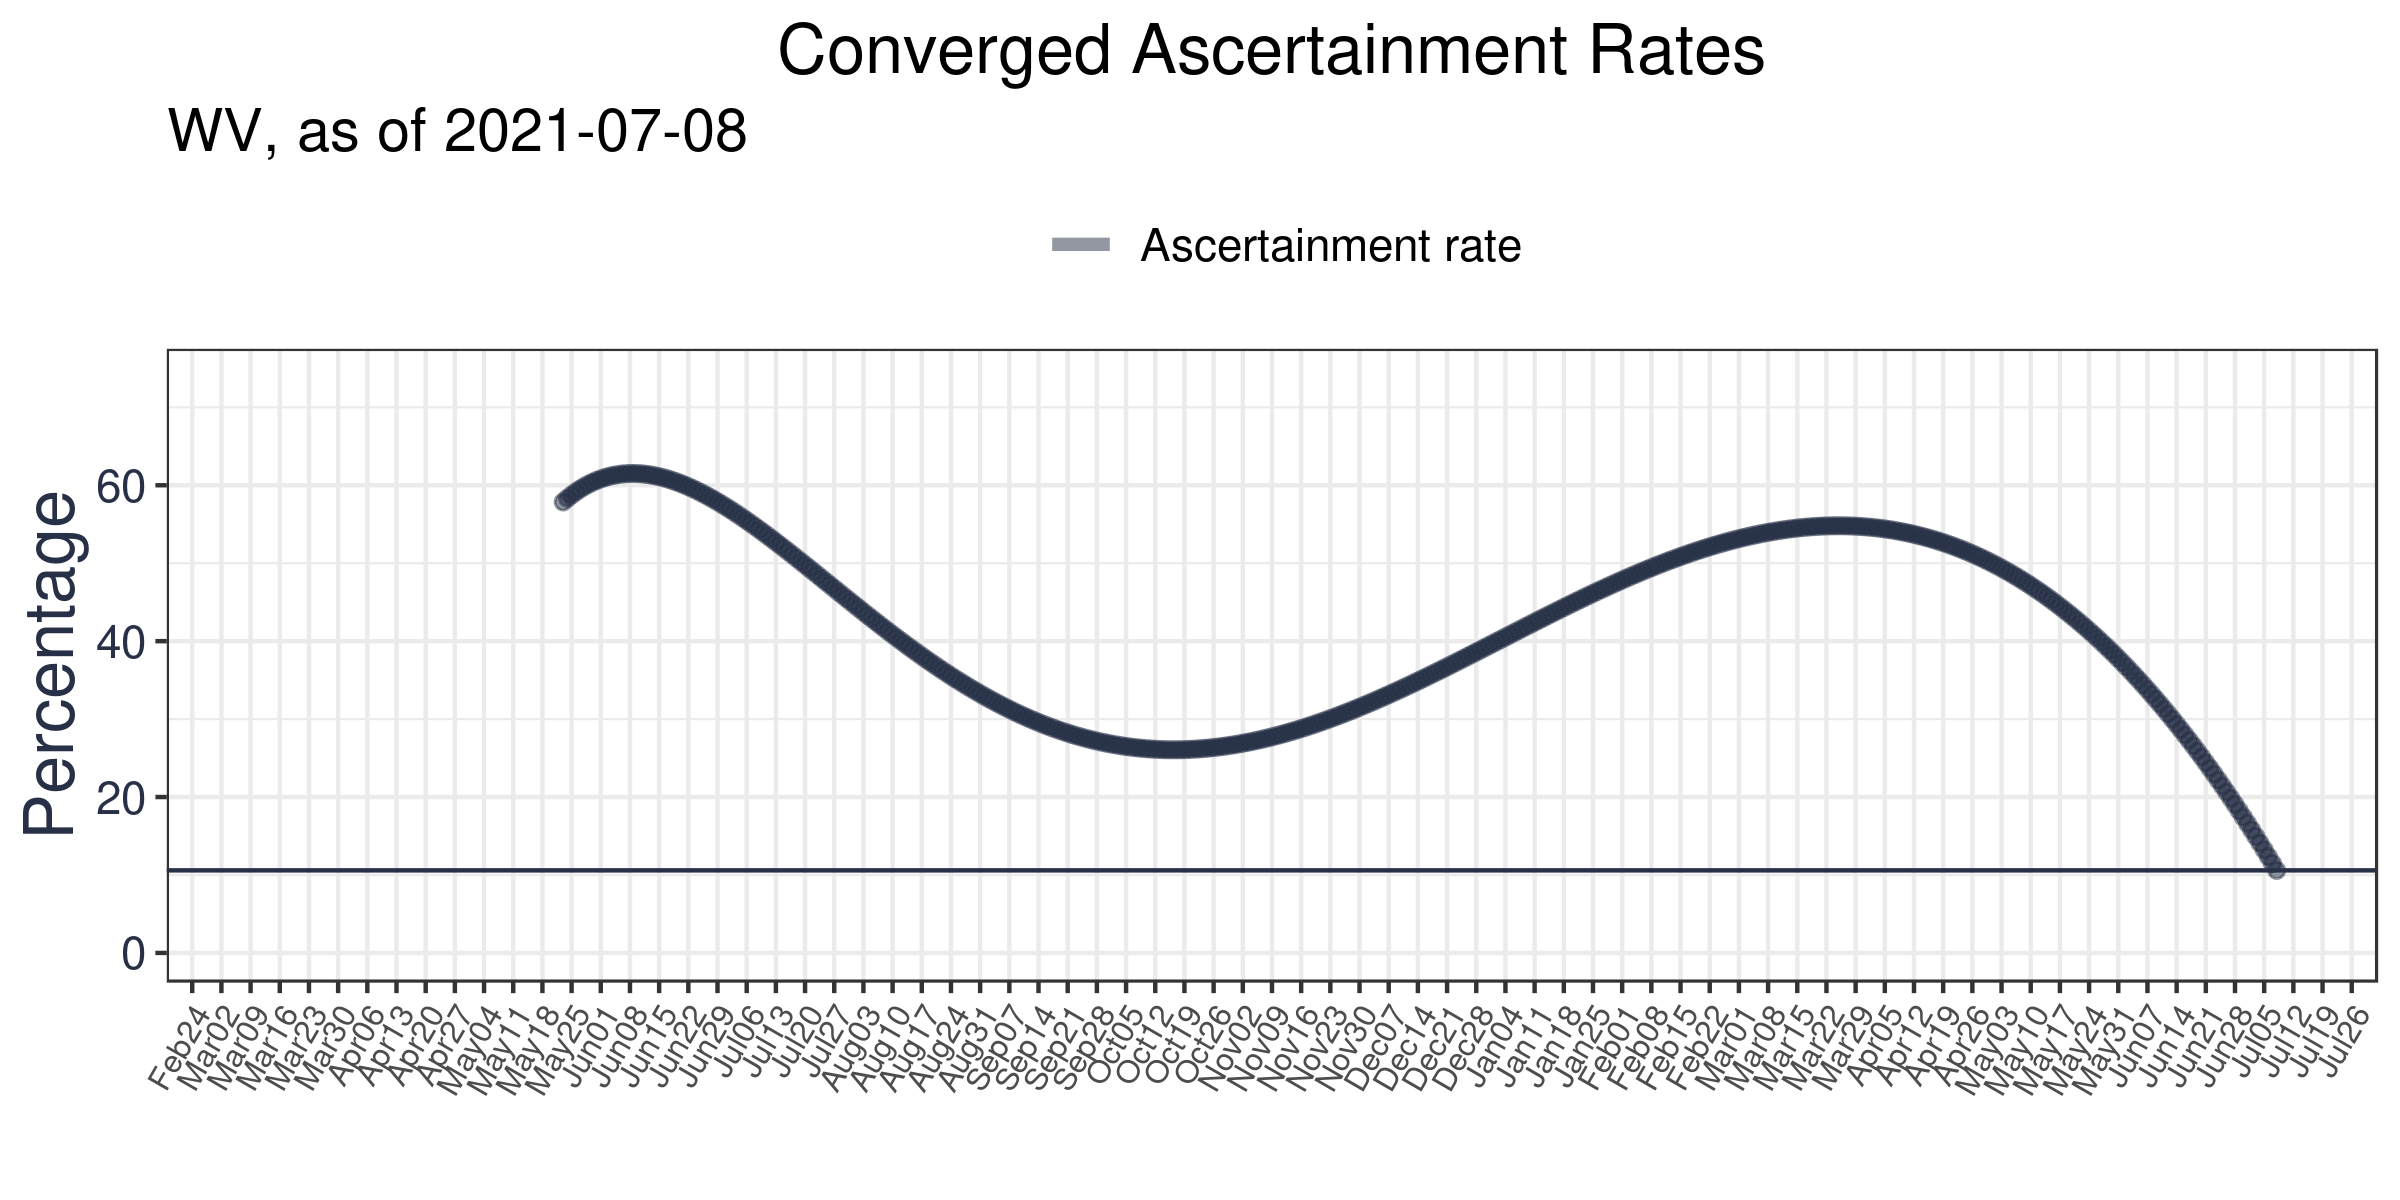 Converged Ascertainment Rates
WV, as of 2021-07-08
Ascertainment rate
Percentage
60
40
20
0
Feb24
Mar02
Mar09
Mar16
Mar23
Mar30
Apr06
Apr13
Apr20
Apr27
May04
May11
May18
May25
Jun01
Jun08
Jun15
Jun22
Jun29
Jul06
Jul13
Jul20
Jul27
Aug03
Aug10
Aug17
Aug24
Aug31
Sep07
Sep14
Sep21
Sep28
Oct05
Oct12
Oct19
Oct26
Nov02
Nov09
Nov16
Nov23
Nov30
Dec07
Dec14
Dec21
Dec28
Jan04
Jan11
Jan18
Jan25
Feb01
Feb08
Feb15
Feb22
Mar01
Mar08
Mar15
Mar22
Mar29
Apr05
Apr12
Apr19
Apr26
May03
May10
May17
May24
May31
Jun07
Jun14
Jun21
Jun28
Jul05
Jul12
Jul19
Jul26